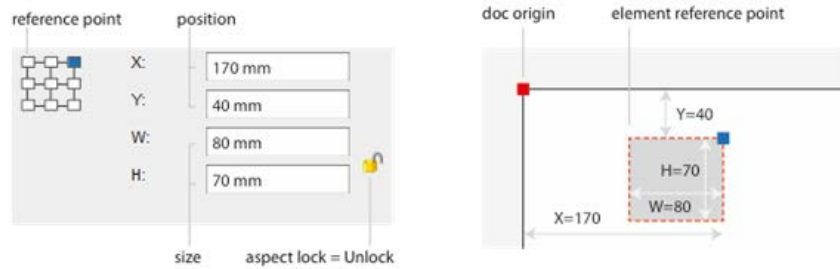 reference point
position
X:
170 mm
Y:
40 mm
W:
80 mm
H:
70 mm
size
aspect lock = Unlock
doc origin
element reference point
Y=40
H=70
W=80
X=170